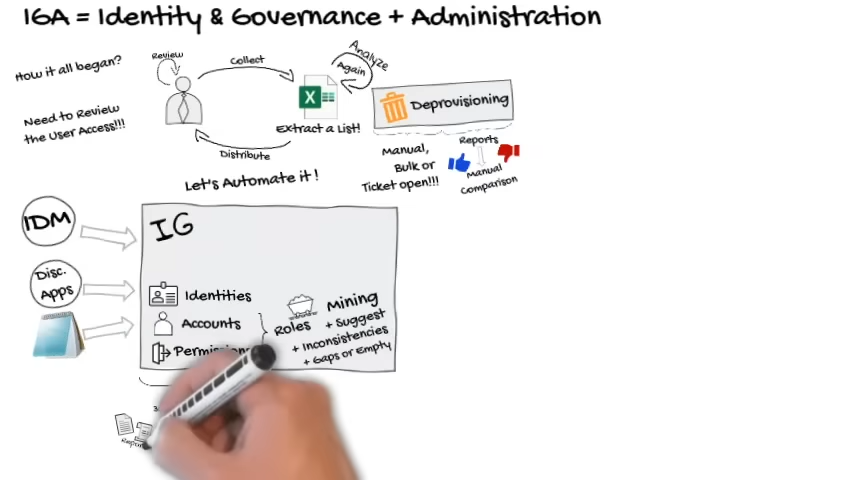 IGA = Identity & Governance + Administration
How it all began?
Need to Review
the User Access!!!
Review
Collect
Analyze
Again
X
Extract a List!
Distribute
Deprovisioning
Manual,
Bulk or
Ticket open!!!
Reports
Manual
Comparison
Let's Automate it!
IDM
Disc.
Apps
IG
Identities
Accounts
Roles
Mining
+ Suggest
+ Inconsistencies
+ Gaps or Empty